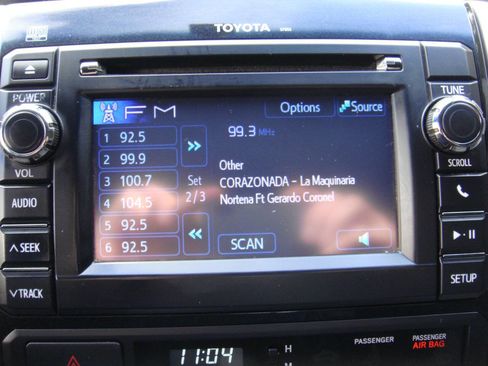 TOYOTA
POWER
VOL
AUDIO
∧ SEEK
∨ TRACK
FM
Options
Source
1 92.5
2 99.9
3 100.7
4 104.5
5 92.5
6 92.5
Set
2/3
99.3 MHz
Other
CORAZONADA - La Maquinaria
Nortena Ft Gerardo Coronel
SCAN
TUNE
SCROLL
SETUP
11:04
H
M
PASSENGER
PASSENGER
AIR BAG